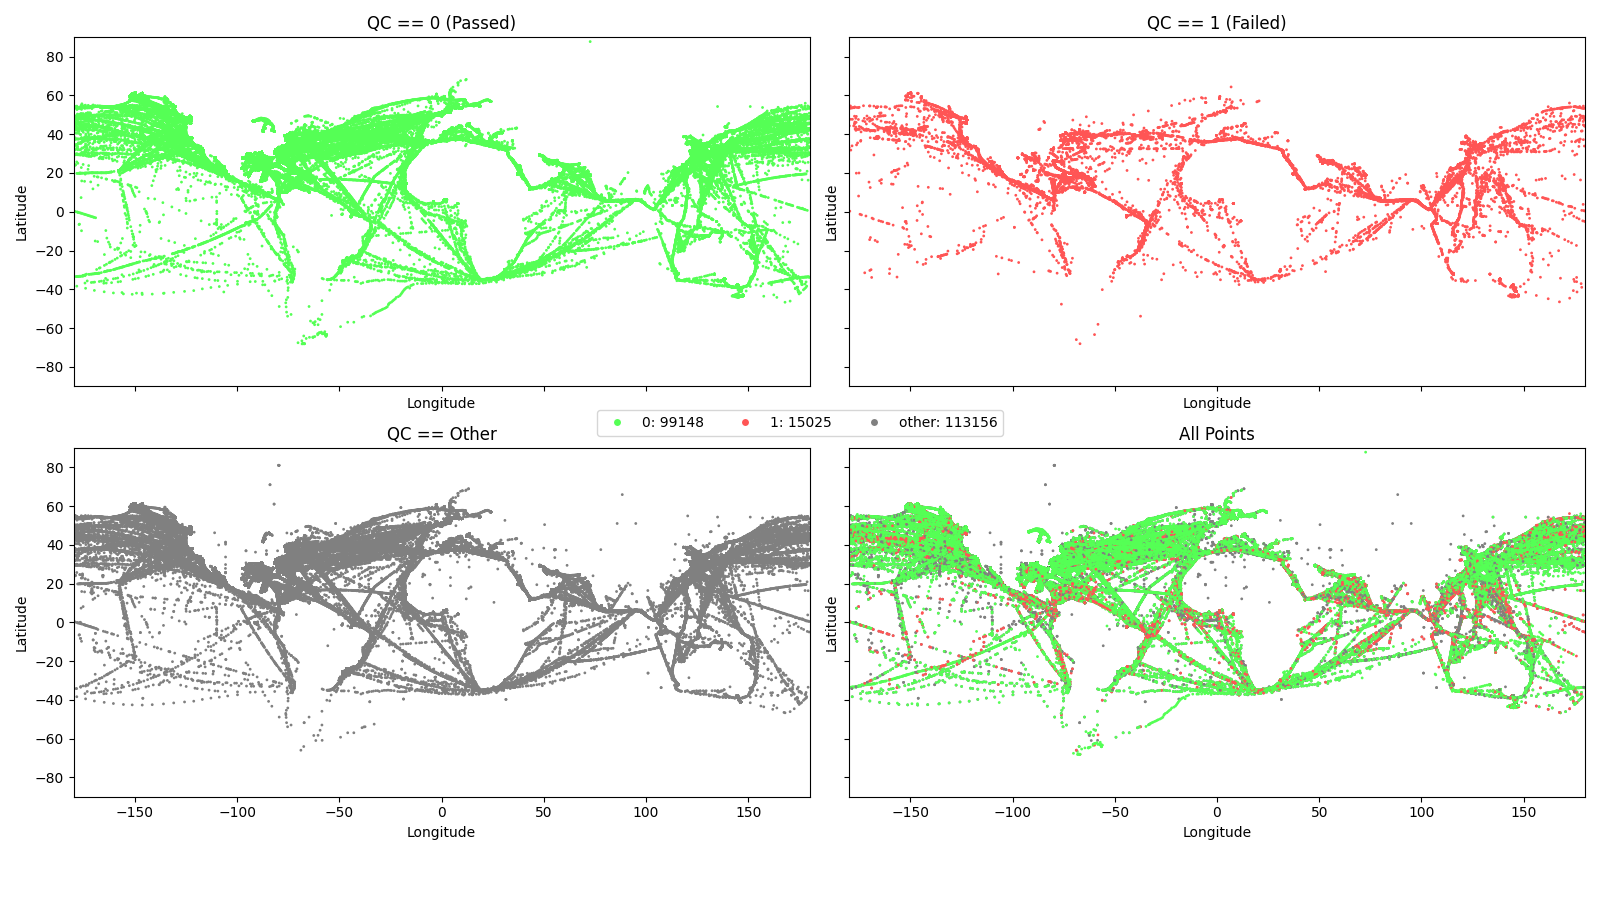 QC == 0 (Passed)
QC == 1 (Failed)
80
60
40
20
0
−20
−40
−60
−80
Latitude
Latitude
Longitude
Longitude
0: 99148 1: 15025 other: 113156
QC == Other
All Points
80
60
40
20
0
−20
−40
−60
−80
Latitude
Latitude
−150 −100 −50 0 50 100 150
−150 −100 −50 0 50 100 150
Longitude
Longitude